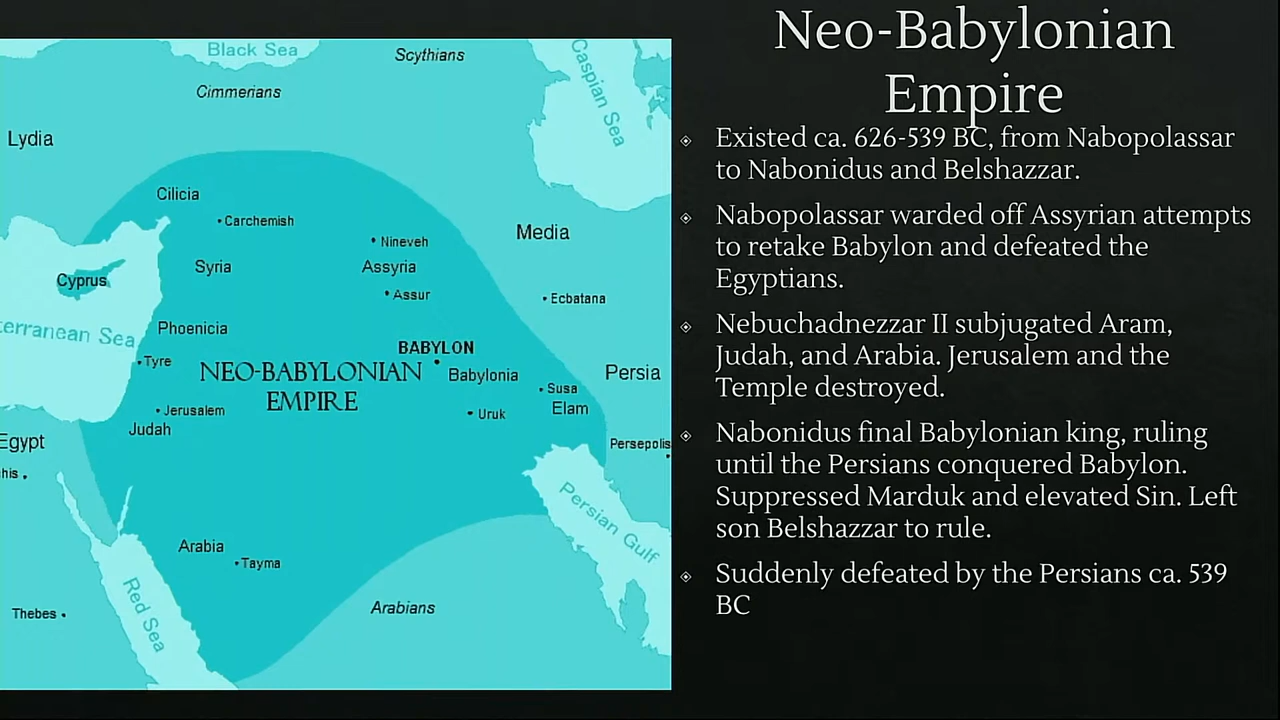 Neo-Babylonian
Empire
Existed ca. 626-539 BC, from Nabopolassar
to Nabonidus and Belshazzar.
Nabopolassar warded off Assyrian attempts
to retake Babylon and defeated the
Egyptians.
Nebuchadnezzar II subjugated Aram,
Judah, and Arabia. Jerusalem and the
Temple destroyed.
Nabonidus final Babylonian king, ruling
until the Persians conquered Babylon.
Suppressed Marduk and elevated Sin. Left
son Belshazzar to rule.
Suddenly defeated by the Persians ca. 539
BC
Black Sea
Scythians
Caspian Sea
Cimmerians
Lydia
Cilicia
Carchemish
Media
Nineveh
Syria
Assyria
Cyprus
Assur
Ecbatana
Phoenicia
terranean Sea
BABYLON
Tyre
NEO-BABYLONIAN
EMPIRE
Babylonia
Persia
Susa
Elam
Jerusalem
Uruk
Judah
Egypt
Persepolis
his
Persian Gulf
Arabia
Tayma
Red Sea
Arabians
Thebes